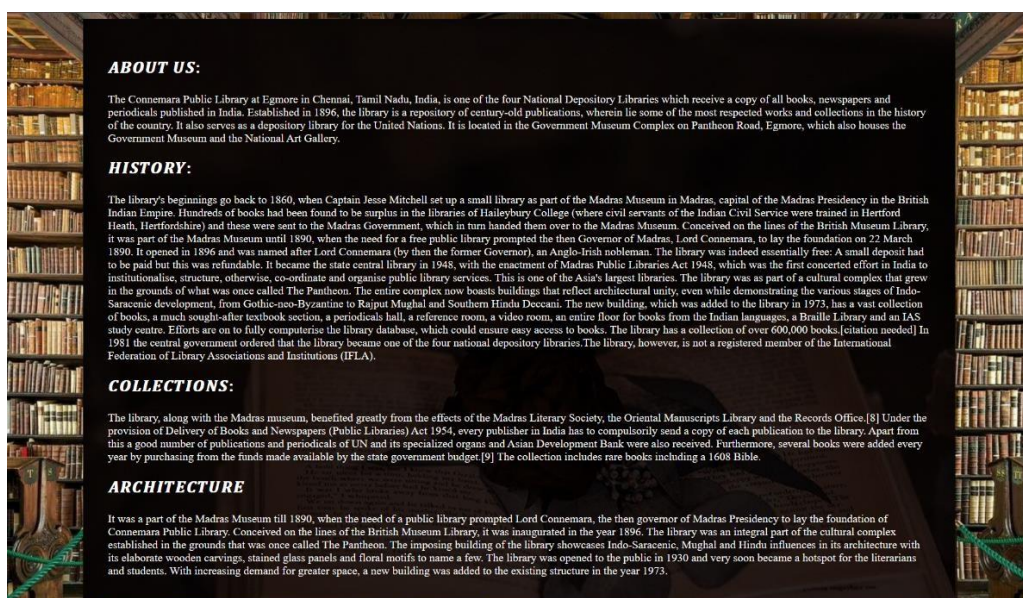 ABOUT US:
The Connemara Public Library at Egmore in Chennai, Tamil Nadu, India, is one of the four National Depository Libraries which receive a copy of all books, newspapers and
periodicals published in India. Established in 1896, the library is a repository of century-old publications, wherein lie some of the most respected works and collections in the history
of the country. It also serves as a depository library for the United Nations. It is located in the Government Museum Complex on Pantheon Road, Egmore, which also houses the
Government Museum and the National Art Gallery.
HISTORY:
The library's beginnings go back to 1860, when Captain Jesse Mitchell set up a small library as part of the Madras Museum in Madras, capital of the Madras Presidency in the British
Indian Empire. Hundreds of books had been found to be surplus in the libraries of Haileybury College (where civil servants of the Indian Civil Service were trained in Hertford
Heath, Hertfordshire) and these were sent to the Madras Government, which in turn handed them over to the Madras Museum. Conceived on the lines of the British Museum Library,
it was part of the Madras Museum until 1890, when the need for a free public library prompted the then Governor of Madras, Lord Connemara, to lay the foundation on 22 March
1890. It opened in 1896 and was named after Lord Connemara (by then the former Governor), an Anglo-Irish nobleman. The library was indeed essentially free: A small deposit had
to be paid but this was refundable. It became the state central library in 1948, with the enactment of Madras Public Libraries Act 1948, which was the first concerted effort in India to
institutionalise, structure, otherwise, co-ordinate and organise public library services. This is one of the Asia's largest libraries. The library was as part of a cultural complex that grew
in the grounds of what was once called The Pantheon. The entire complex now boasts buildings that reflect architectural unity, even while demonstrating the various stages of Indo-
Saracenic development, from Gothic-neo-Byzantine to Rajput Mughal and Southern Hindu Deccani. The new building, which was added to the library in 1973, has a vast collection
of books, a much sought-after textbook section, a periodicals hall, a reference room, a video room, an entire floor for books from the Indian languages, a Braille Library and an IAS
study centre. Efforts are on to fully computerise the library database, which could ensure easy access to books. The library has a collection of over 600,000 books.[citation needed] In
1981 the central government ordered that the library became one of the four national depository libraries.The library, however, is not a registered member of the International
Federation of Library Associations and Institutions (IFLA).
COLLECTIONS:
The library, along with the Madras museum, benefited greatly from the effects of the Madras Literary Society, the Oriental Manuscripts Library and the Records Office.[8] Under the
provision of Delivery of Books and Newspapers (Public Libraries) Act 1954, every publisher in India has to compulsorily send a copy of each publication to the library. Apart from
this a good number of publications and periodicals of UN and its specialized organs and Asian Development Bank were also received. Furthermore, several books were added every
year by purchasing from the funds made available by the state government budget.[9] The collection includes rare books including a 1608 Bible.
ARCHITECTURE
It was a part of the Madras Museum till 1890, when the need of a public library prompted Lord Connemara, the then governor of Madras Presidency to lay the foundation of
Connemara Public Library. Conceived on the lines of the British Museum Library, it was inaugurated in the year 1896. The library was an integral part of the cultural complex
established in the grounds that was once called The Pantheon. The imposing building of the library showcases Indo-Saracenic, Mughal and Hindu influences in its architecture with
its elaborate wooden carvings, stained glass panels and floral motifs to name a few. The library was opened to the public in 1930 and very soon became a hotspot for the literarians
and students. With increasing demand for greater space, a new building was added to the existing structure in the year 1973.